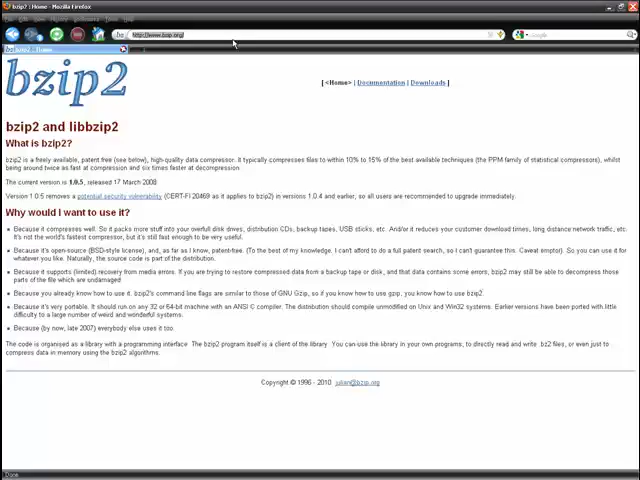 bzip2 : Home - Mozilla Firefox
File Edit View History Bookmarks Tools Help
http://www.bzip.org/
Google
bzip2 : Home
bzip2
[ <Home> | Documentation | Downloads ]
bzip2 and libbzip2
What is bzip2?
bzip2 is a freely available, patent free (see below), high-quality data compressor. It typically compresses files to within 10% to 15% of the best available techniques (the PPM family of statistical compressors), whilst
being around twice as fast at compression and six times faster at decompression.
The current version is 1.0.5, released 17 March 2008.
Version 1.0.5 removes a potential security vulnerability (CERT-FI 20469 as it applies to bzip2) in versions 1.0.4 and earlier, so all users are recommended to upgrade immediately.
Why would I want to use it?
Because it compresses well. So it packs more stuff into your overfull disk drives, distribution CDs, backup tapes, USB sticks, etc. And/or it reduces your customer download times, long distance network traffic, etc.
It's not the world's fastest compressor, but it's still fast enough to be very useful.
Because it's open-source (BSD-style license), and, as far as I know, patent-free. (To the best of my knowledge. I can't afford to do a full patent search, so I can't guarantee this. Caveat emptor). So you can use it for
whatever you like. Naturally, the source code is part of the distribution.
Because it supports (limited) recovery from media errors. If you are trying to restore compressed data from a backup tape or disk, and that data contains some errors, bzip2 may still be able to decompress those
parts of the file which are undamaged.
Because you already know how to use it. bzip2's command line flags are similar to those of GNU Gzip, so if you know how to use gzip, you know how to use bzip2.
Because it's very portable. It should run on any 32 or 64-bit machine with an ANSI C compiler. The distribution should compile unmodified on Unix and Win32 systems. Earlier versions have been ported with little
difficulty to a large number of weird and wonderful systems.
Because (by now, late 2007) everybody else uses it too.
The code is organised as a library with a programming interface. The bzip2 program itself is a client of the library. You can use the library in your own programs, to directly read and write .bz2 files, or even just to
compress data in memory using the bzip2 algorithms.
Copyright © 1996 - 2010 julian@bzip.org
Done